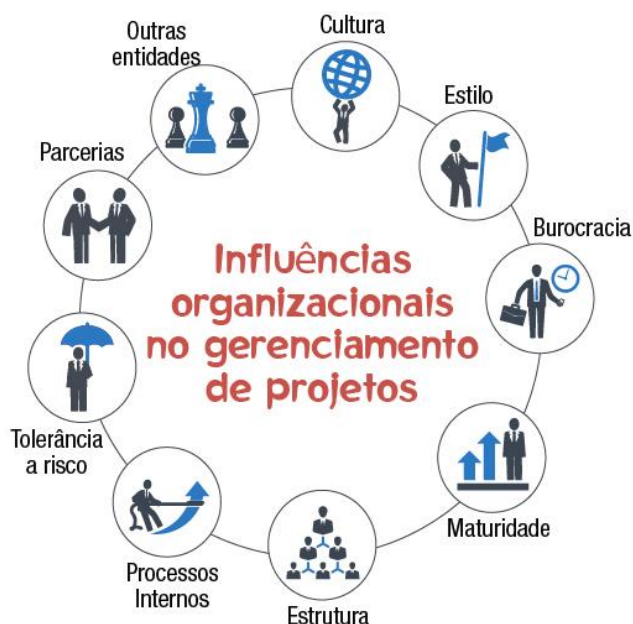 Influências
organizacionais
no gerenciamento
de projetos
Cultura
Estilo
Burocracia
Maturidade
Estrutura
Processos
Internos
Tolerância
a risco
Parcerias
Outras
entidades